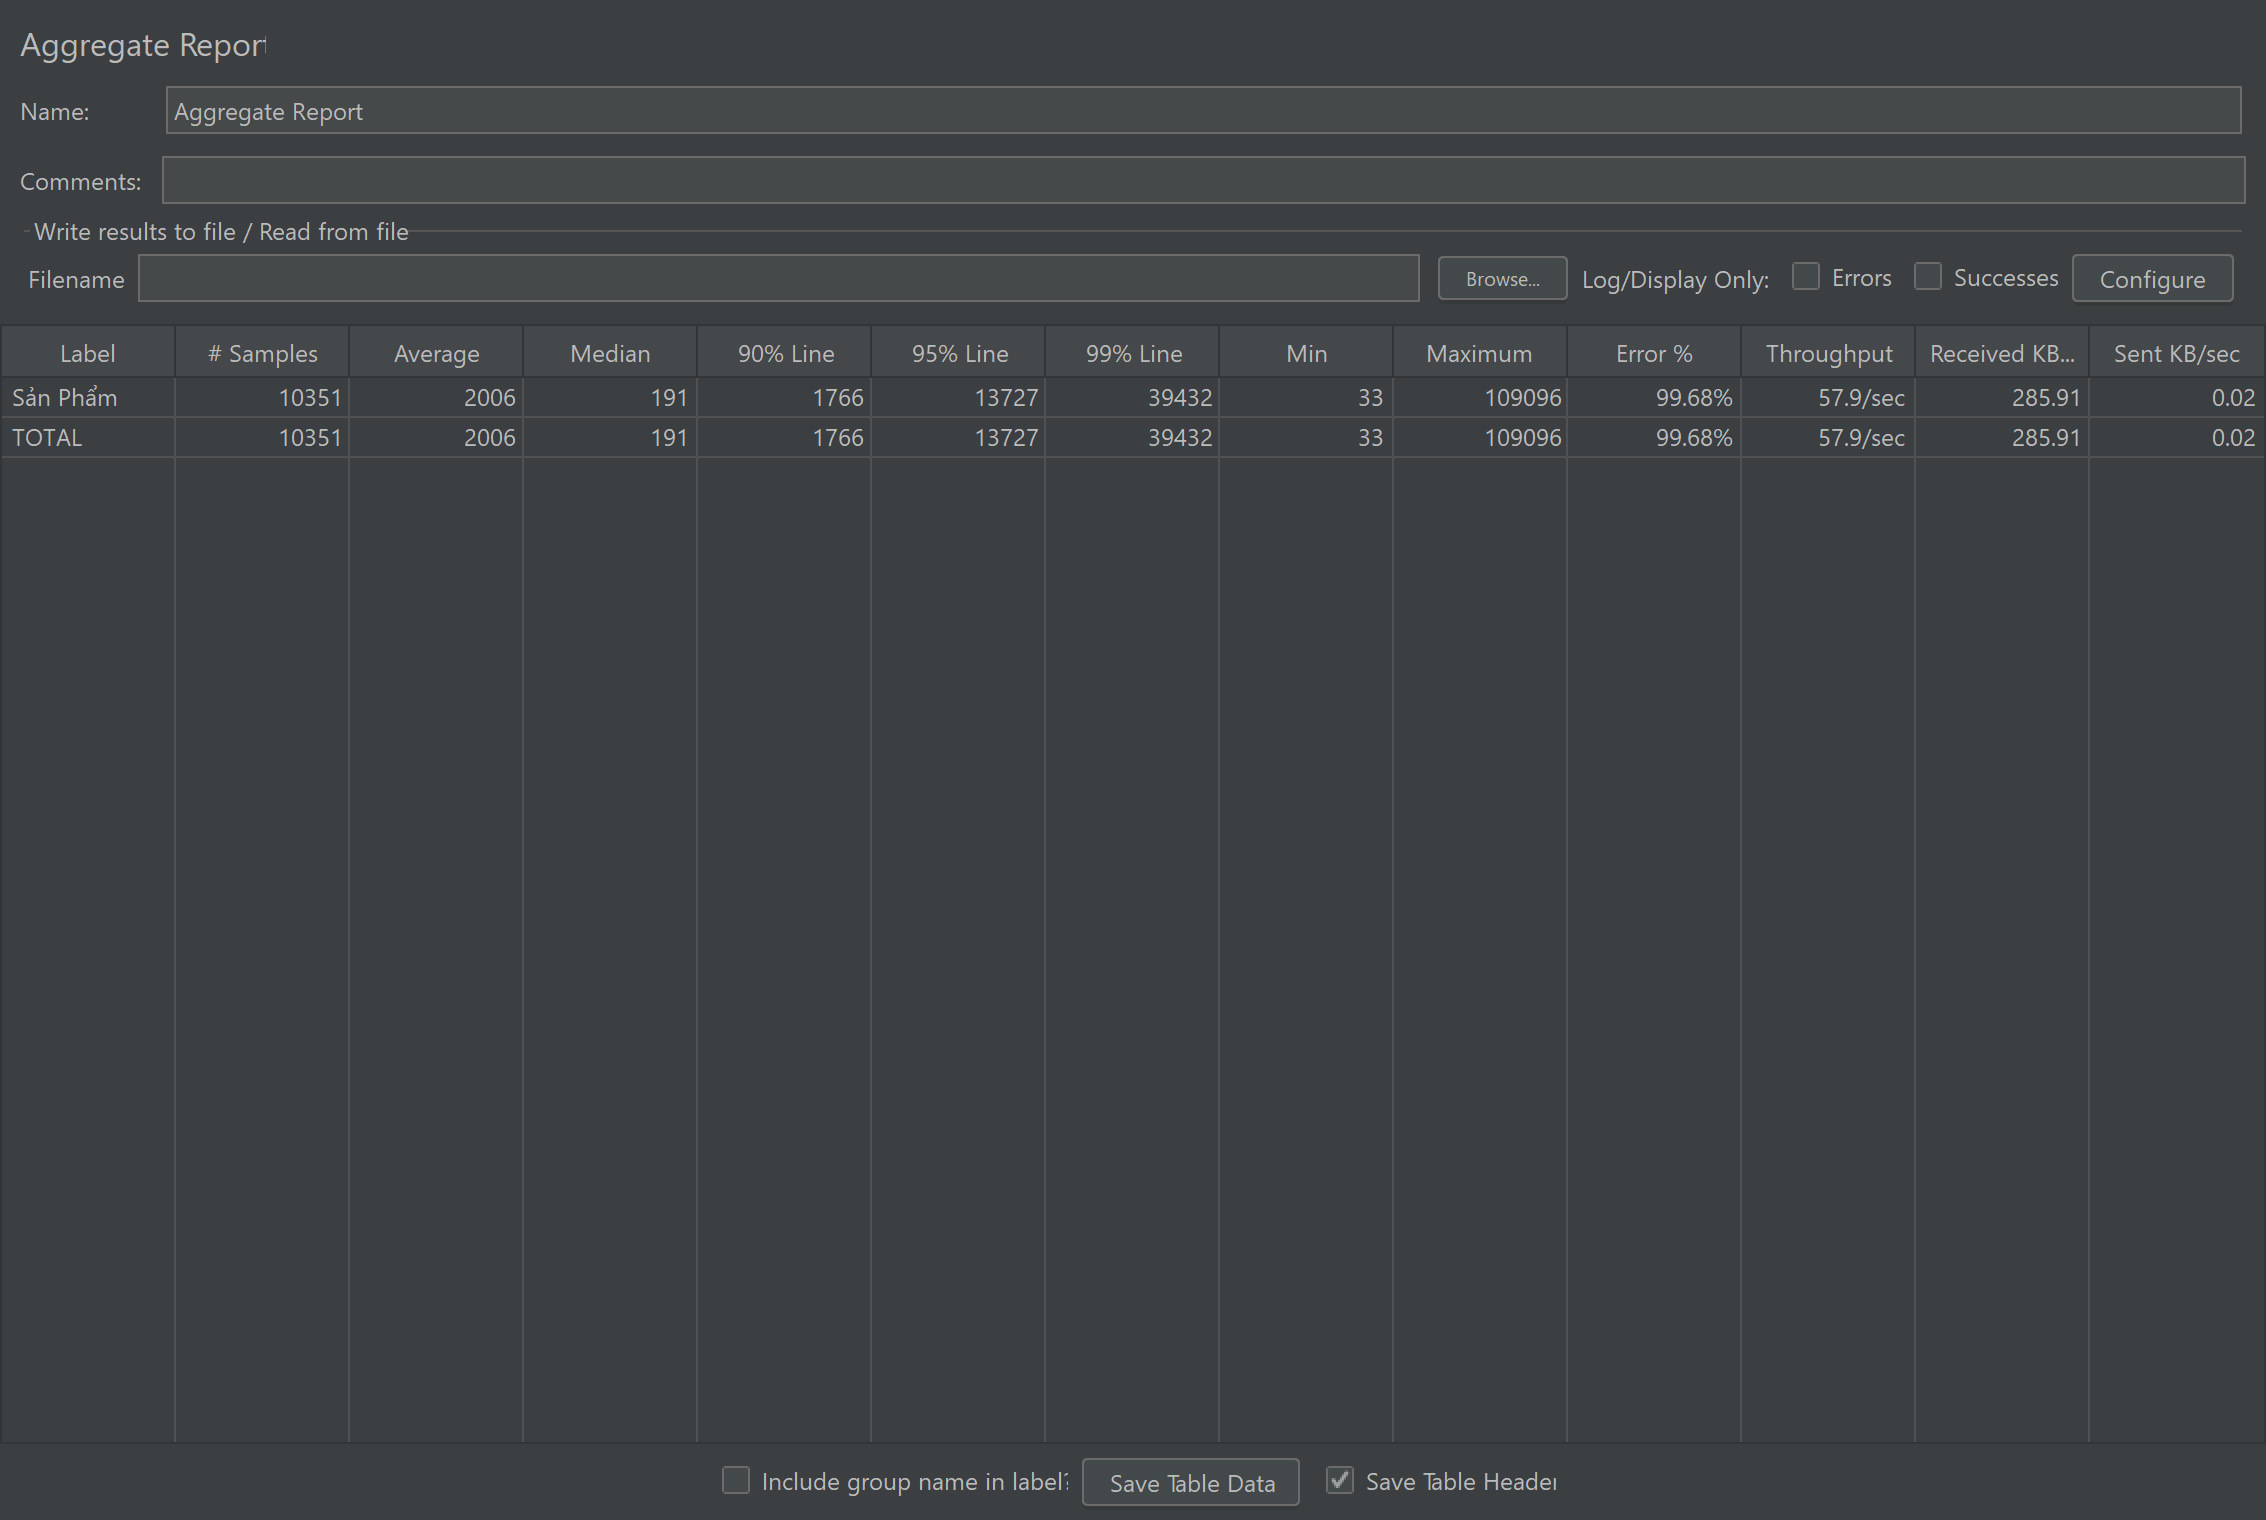 Aggregate Report
Name: Aggregate Report
Comments:
Write results to file / Read from file
Filename Browse... Log/Display Only: Errors Successes Configure
Label # Samples Average Median 90% Line 95% Line 99% Line Min Maximum Error % Throughput Received KB... Sent KB/sec
Sản Phẩm 10351 2006 191 1766 13727 39432 33 109096 99.68% 57.9/sec 285.91 0.02
TOTAL 10351 2006 191 1766 13727 39432 33 109096 99.68% 57.9/sec 285.91 0.02
Include group name in label? Save Table Data Save Table Header